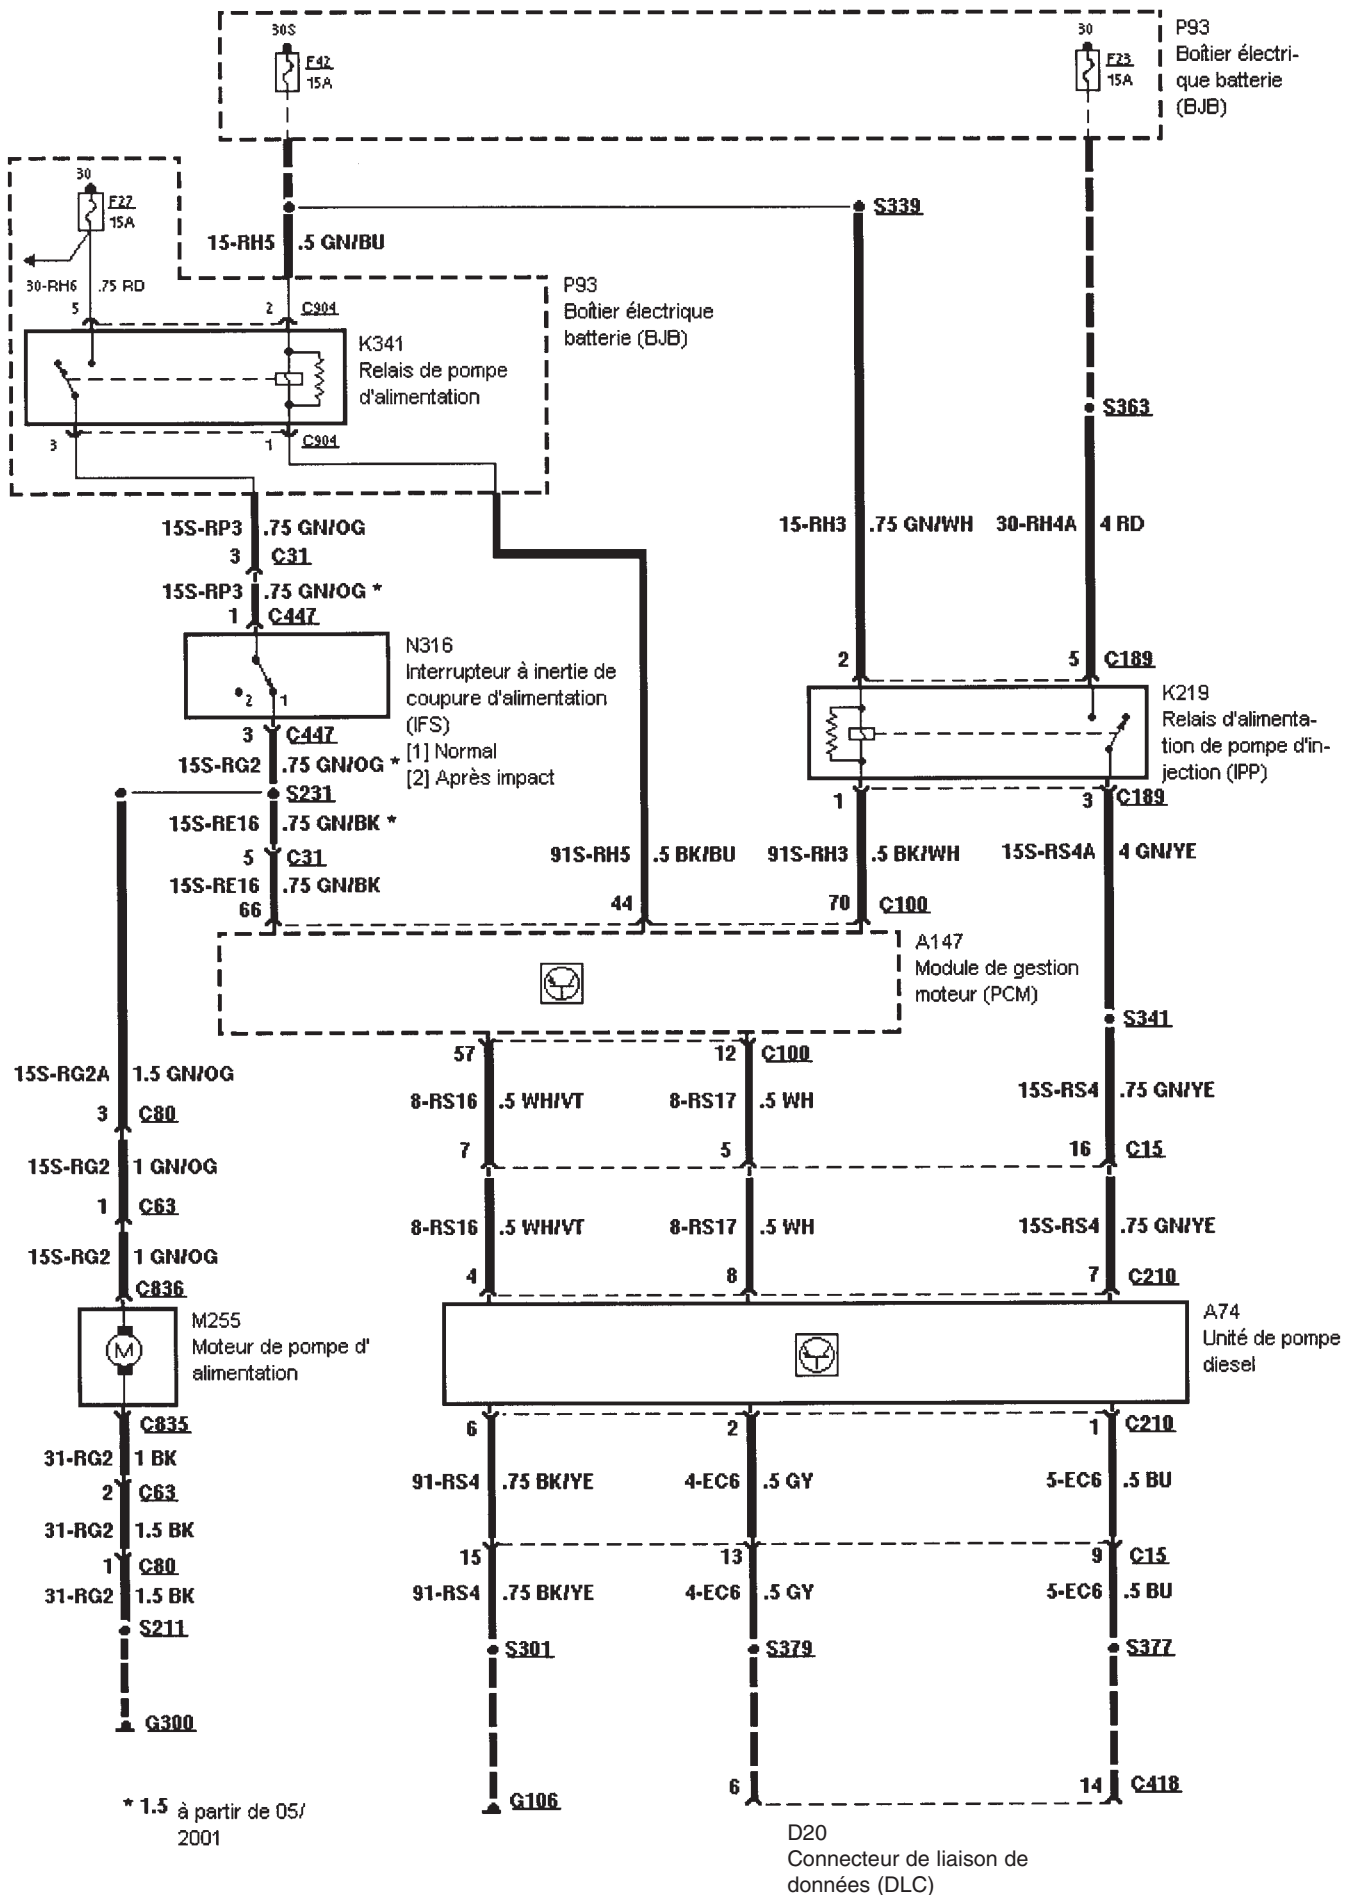 30S
F42
15A
30
F23
15A
P93
Boîtier électri-
que batterie
(BJB)
30
F27
15A
S339
15-RH5 .5 GN/BU
30-RH6 .75 RD
P93
Boîtier électrique
batterie (BJB)
5 2 C904
K341
Relais de pompe
d'alimentation
3 1 C904
S363
15S-RP3 .75 GN/OG
3 C31
15S-RP3 .75 GN/OG *
1 C447
15-RH3 .75 GN/WH
30-RH4A 4 RD
N316
Interrupteur à inertie de
coupure d'alimentation
(IFS)
[1] Normal
[2] Après impact
2 1
2 5 C189
K219
Relais d'alimenta-
tion de pompe d'in-
jection (IPP)
3 C447
15S-RG2 .75 GN/OG *
S231
1 3 C189
15S-RE16 .75 GN/BK *
5 C31
15S-RE16 .75 GN/BK
91S-RH5 .5 BK/BU
91S-RH3 .5 BK/WH
15S-RS4A 4 GN/YE
66 44 70 C100
A147
Module de gestion
moteur (PCM)
S341
57 12 C100
15S-RG2A 1.5 GN/OG
8-RS16 .5 WH/VT
8-RS17 .5 WH
15S-RS4 .75 GN/YE
3 C80
7 5 16 C15
15S-RG2 1 GN/OG
1 C63
8-RS16 .5 WH/VT
8-RS17 .5 WH
15S-RS4 .75 GN/YE
15S-RG2 1 GN/OG
C836
4 8 7 C210
M255
Moteur de pompe d'
alimentation
M
A74
Unité de pompe
diesel
C835
6 2 1 C210
31-RG2 1 BK
2 C63
91-RS4 .75 BK/YE
4-EC6 .5 GY
5-EC6 .5 BU
31-RG2 1.5 BK
1 C80
15 13 9 C15
31-RG2 1.5 BK
91-RS4 .75 BK/YE
4-EC6 .5 GY
5-EC6 .5 BU
S211
S301
S379
S377
G300
G106
6 14 C418
* 1.5 à partir de 05/
2001
D20
Connecteur de liaison de
données (DLC)